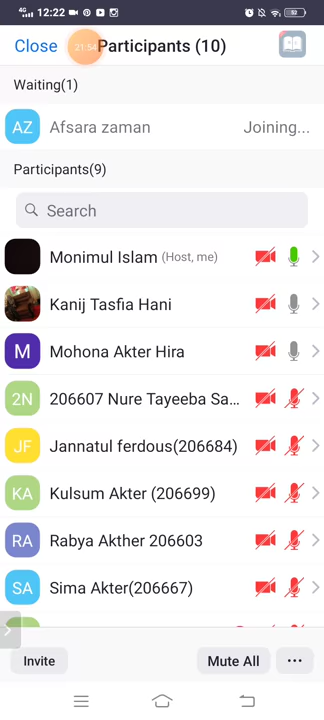 4G 12:22 52
Close 21:54 Participants (10)
Waiting(1)
AZ Afsara zaman Joining...
Participants(9)
Search
Monimul Islam (Host, me)
Kanij Tasfia Hani
M Mohona Akter Hira
2N 206607 Nure Tayeeba Sa...
JF Jannatul ferdous(206684)
KA Kulsum Akter (206699)
RA Rabya Akther 206603
SA Sima Akter(206667)
Invite Mute All ...